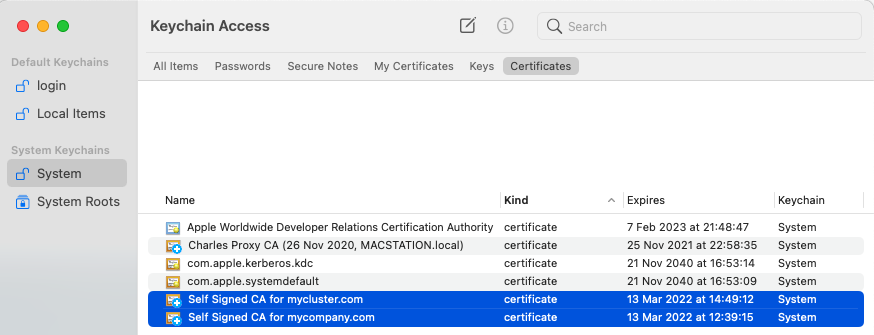 Keychain Access
Search
Default Keychains
login
Local Items
System Keychains
System
System Roots
All Items Passwords Secure Notes My Certificates Keys Certificates
Name Kind Expires Keychain
Apple Worldwide Developer Relations Certification Authority certificate 7 Feb 2023 at 21:48:47 System
Charles Proxy CA (26 Nov 2020, MACSTATION.local) certificate 25 Nov 2021 at 22:58:35 System
com.apple.kerberos.kdc certificate 21 Nov 2040 at 16:53:14 System
com.apple.systemdefault certificate 21 Nov 2040 at 16:53:09 System
Self Signed CA for mycluster.com certificate 13 Mar 2022 at 14:49:12 System
Self Signed CA for mycompany.com certificate 13 Mar 2022 at 12:39:15 System